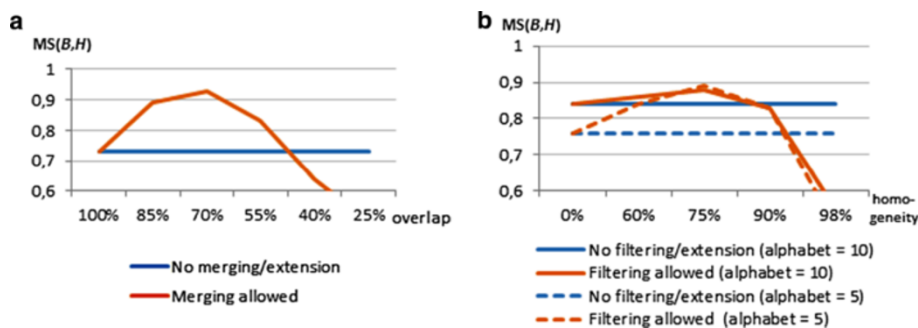 a
MS(B,H)
1
0,9
0,8
0,7
0,6
100% 85% 70% 55% 40% 25% overlap
No merging/extension
Merging allowed
b
MS(B,H)
1
0,9
0,8
0,7
0,6
0% 60% 75% 90% 98%
homo-
geneity
No filtering/extension (alphabet = 10)
Filtering allowed (alphabet = 10)
No filtering/extension (alphabet = 5)
Filtering allowed (alphabet = 5)